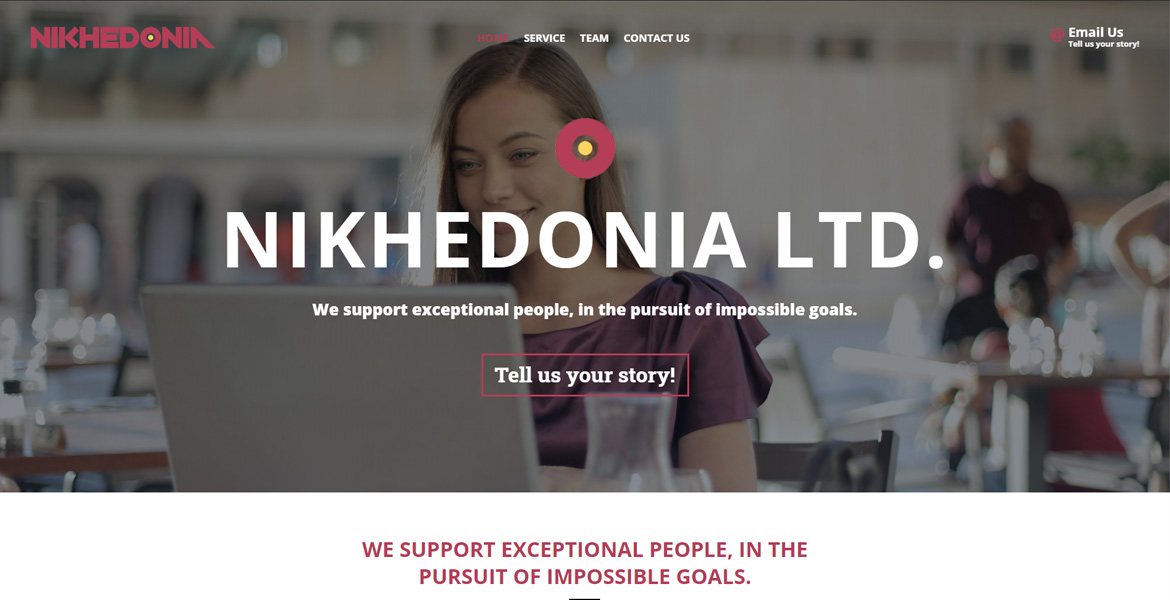 NIKHEDONIA
HOME SERVICE TEAM CONTACT US
@ Email Us
Tell us your story!
NIKHEDONIA LTD.
We support exceptional people, in the pursuit of impossible goals.
Tell us your story!
WE SUPPORT EXCEPTIONAL PEOPLE, IN THE
PURSUIT OF IMPOSSIBLE GOALS.